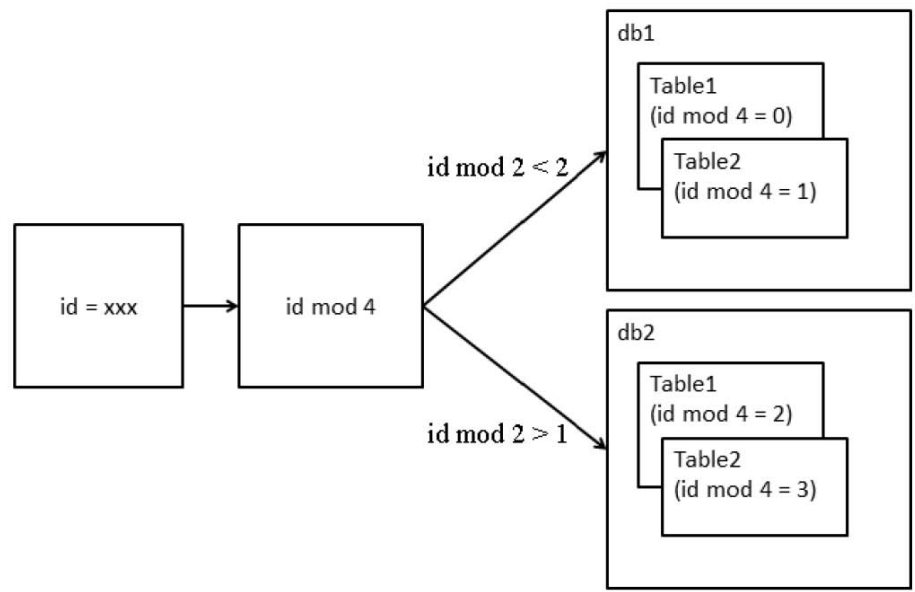 id = xxx
id mod 4
id mod 2 < 2
id mod 2 > 1
db1
Table1
(id mod 4 = 0)
Table2
(id mod 4 = 1)
db2
Table1
(id mod 4 = 2)
Table2
(id mod 4 = 3)